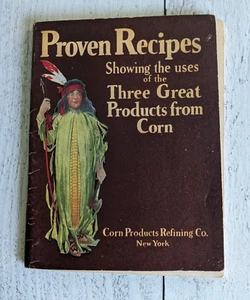 Proven Recipes
Showing the uses
of the
Three Great
Products from
Corn
Corn Products Refining Co.
New York